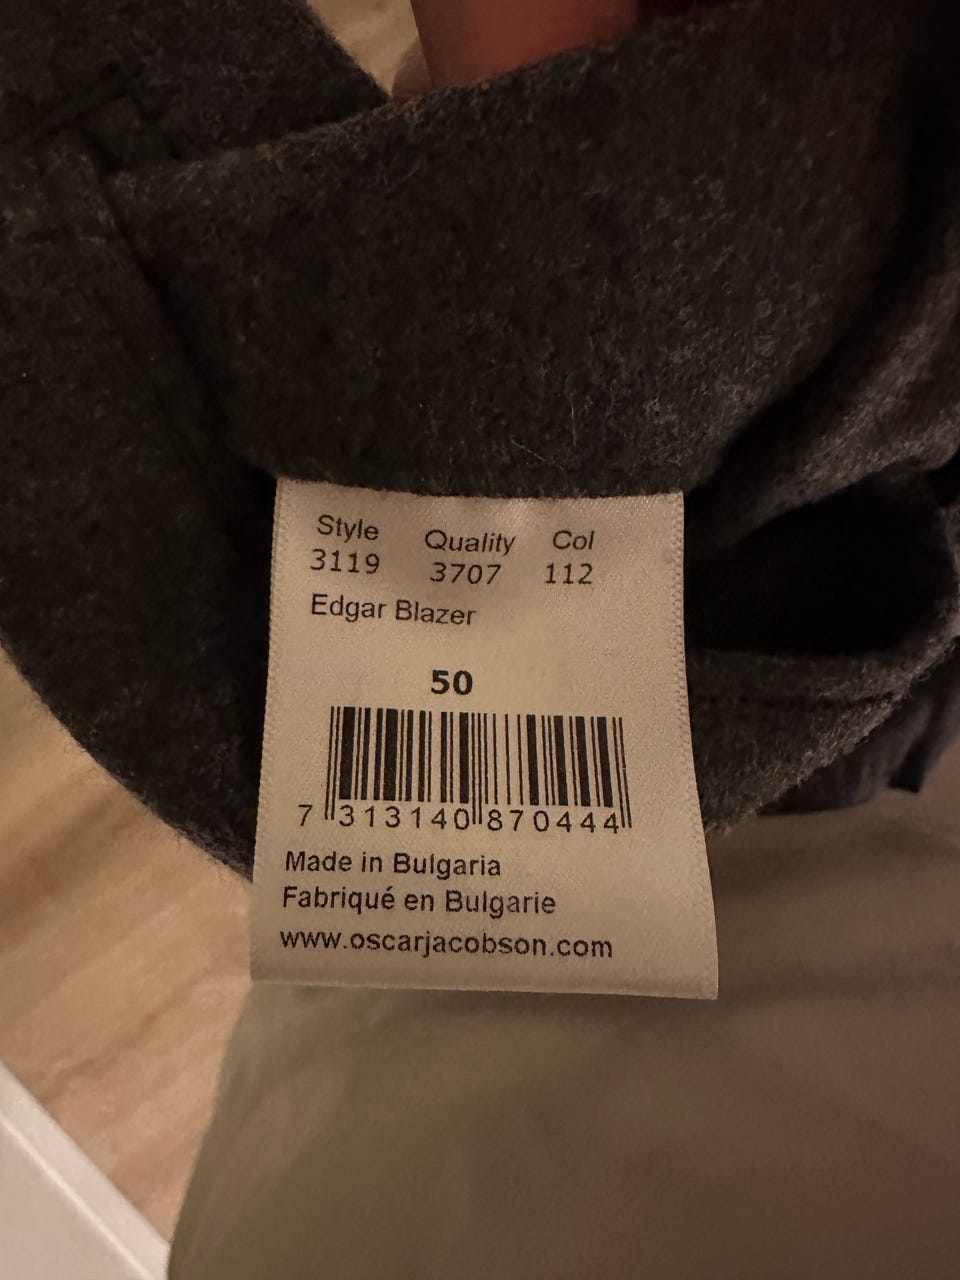 Style Quality Col
3119 3707 112
Edgar Blazer
50
7 313140 870444
Made in Bulgaria
Fabriqué en Bulgarie
www.oscarjacobson.com